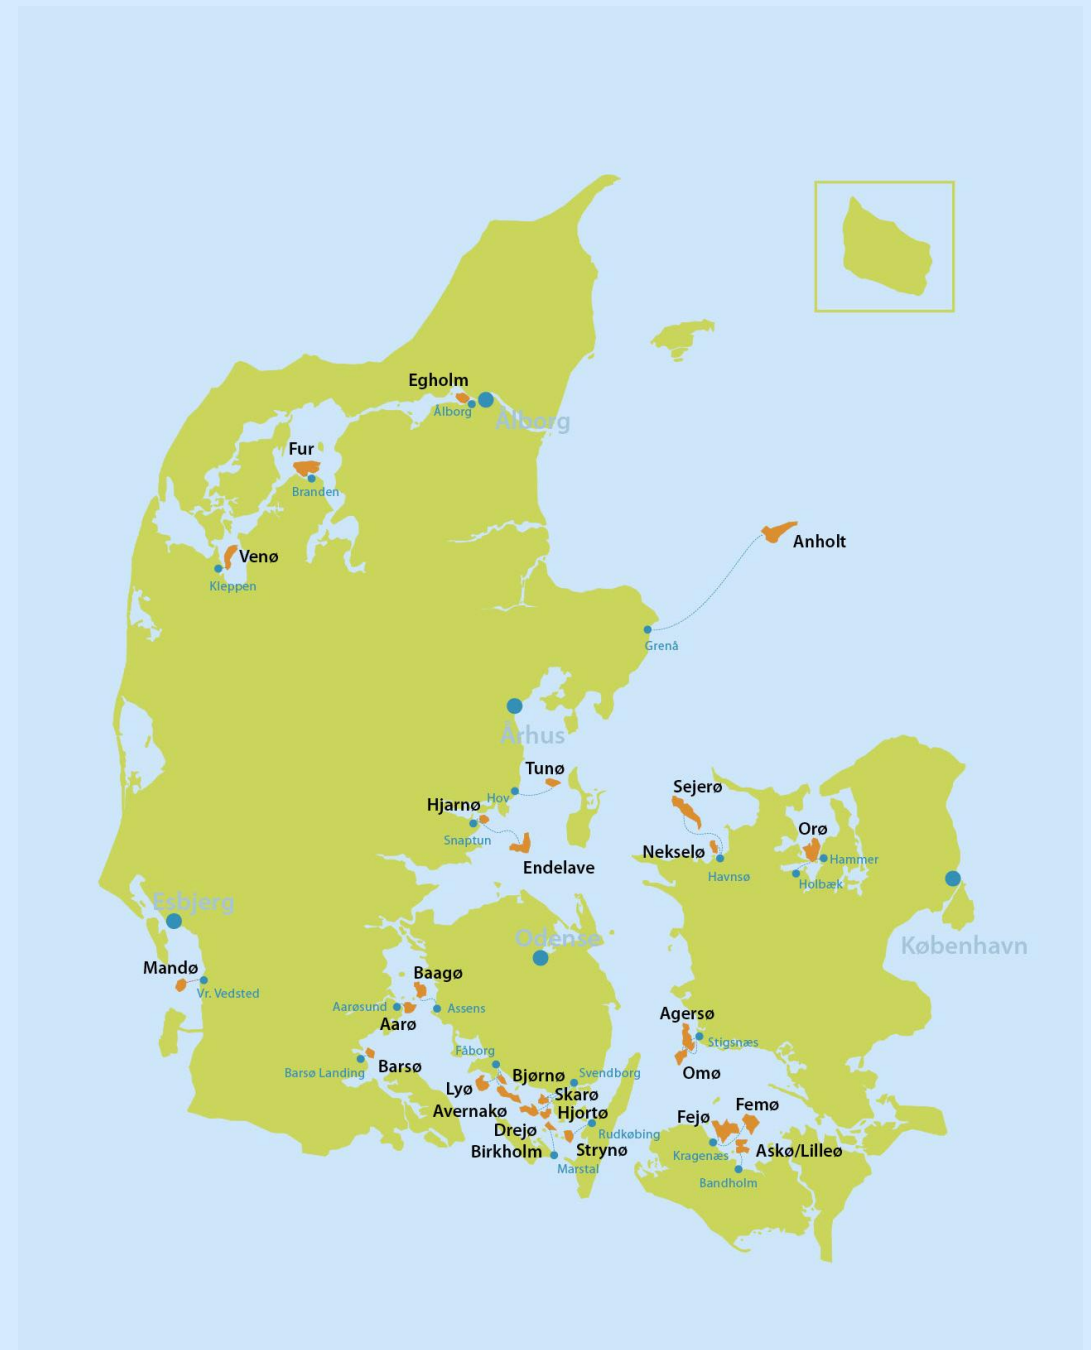 Egholm
Ålborg
Ålborg
Fur
Branden
Anholt
Venø
Kleppen
Grenå
Århus
Tunø
Sejerø
Hov
Hjarnø
Orø
Snaptun
Nekselø
Hammer
Endelave
Havnsø
Holbæk
Esbjerg
Odense
København
Mandø
Baagø
Vr. Vedsted
Aarøsund
Assens
Agersø
Aarø
Stigsnæs
Fåborg
Barsø
Barsø Landing
Bjørnø
Svendborg
Omø
Lyø
Skarø
Avernakø
Hjortø
Femø
Fejø
Drejø
Rudkøbing
Birkholm
Strynø
Kragenæs
Askø/Lilleø
Marstal
Bandholm